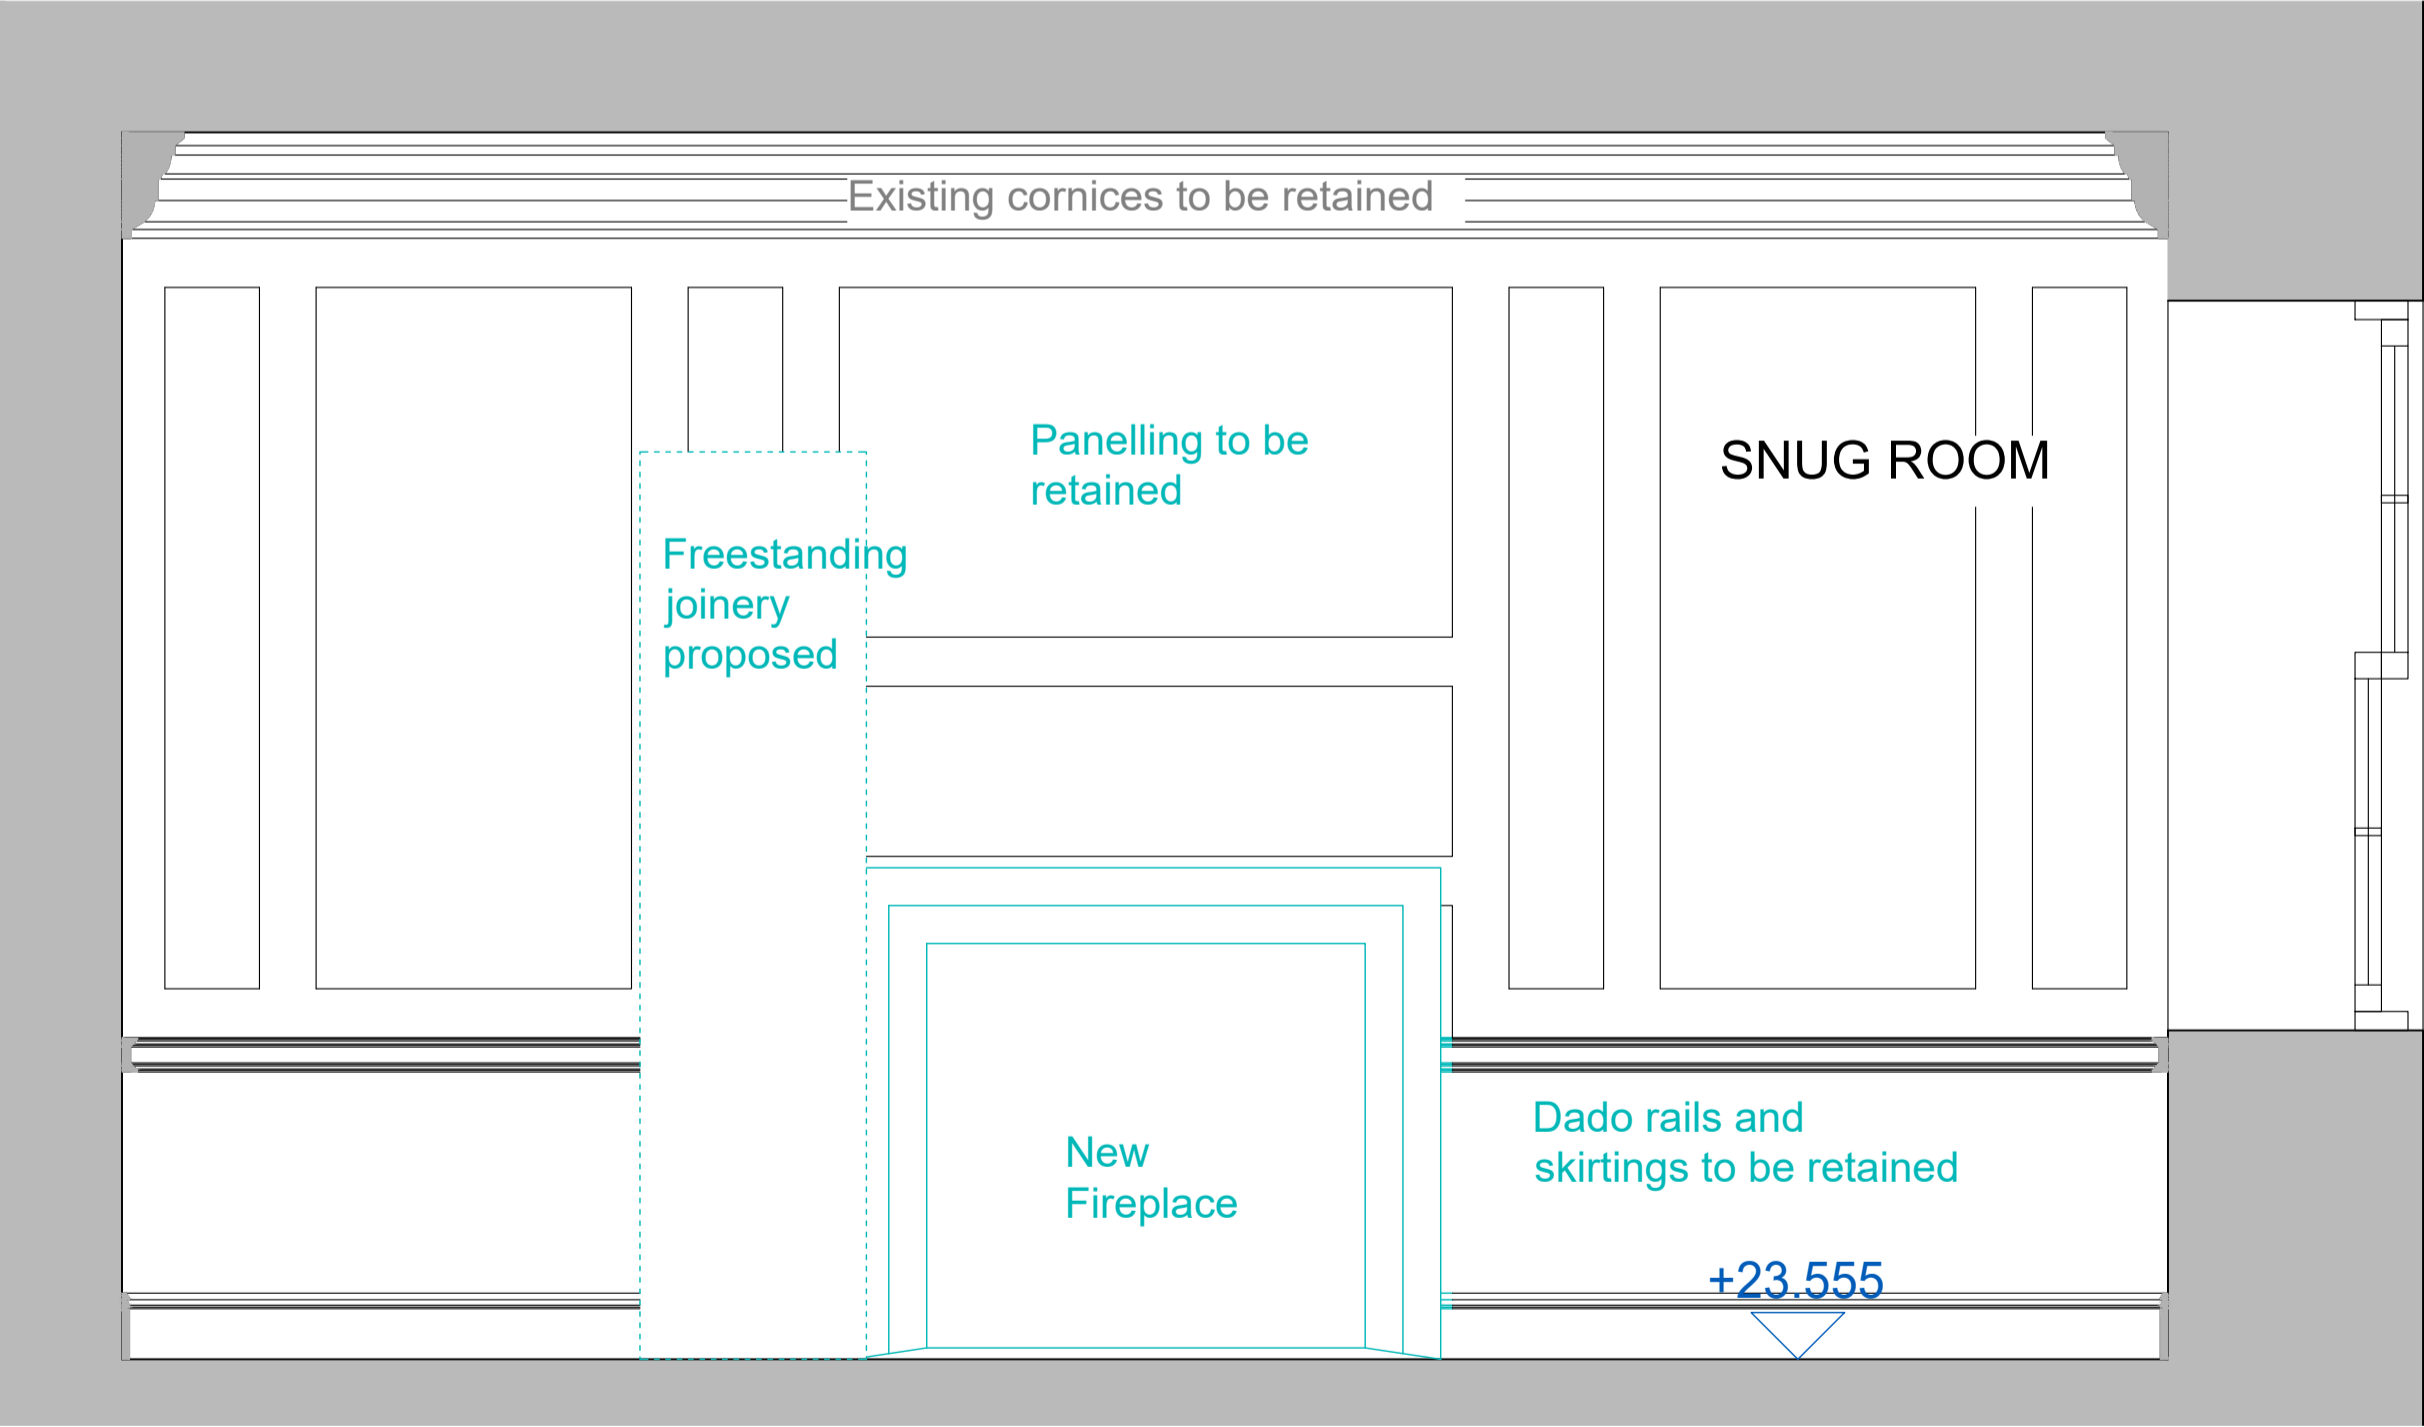 Existing cornices to be retained
Panelling to be
retained
SNUG ROOM
Freestanding
joinery
proposed
New
Fireplace
Dado rails and
skirtings to be retained
+23.555